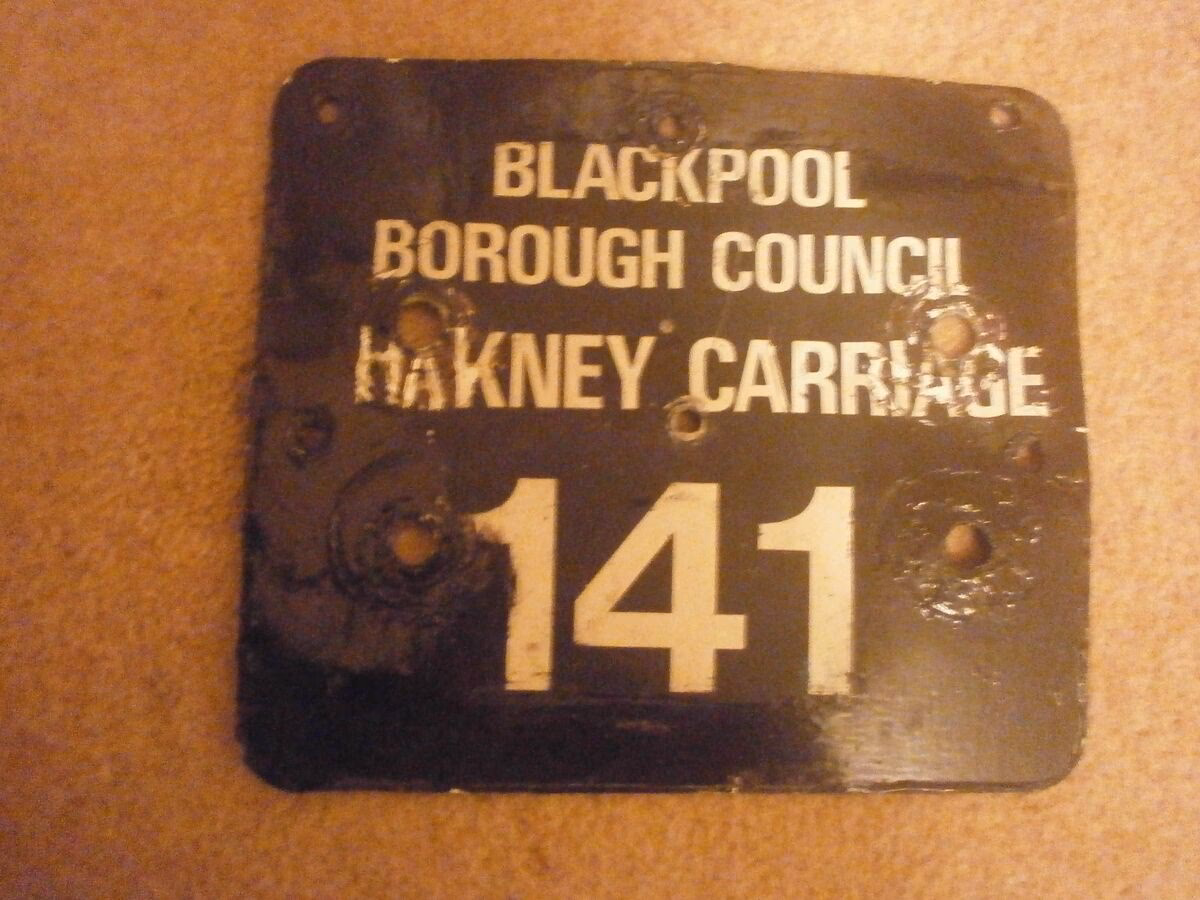 BLACKPOOL
BOROUGH COUNCIL
HAKNEY CARRIAGE
141